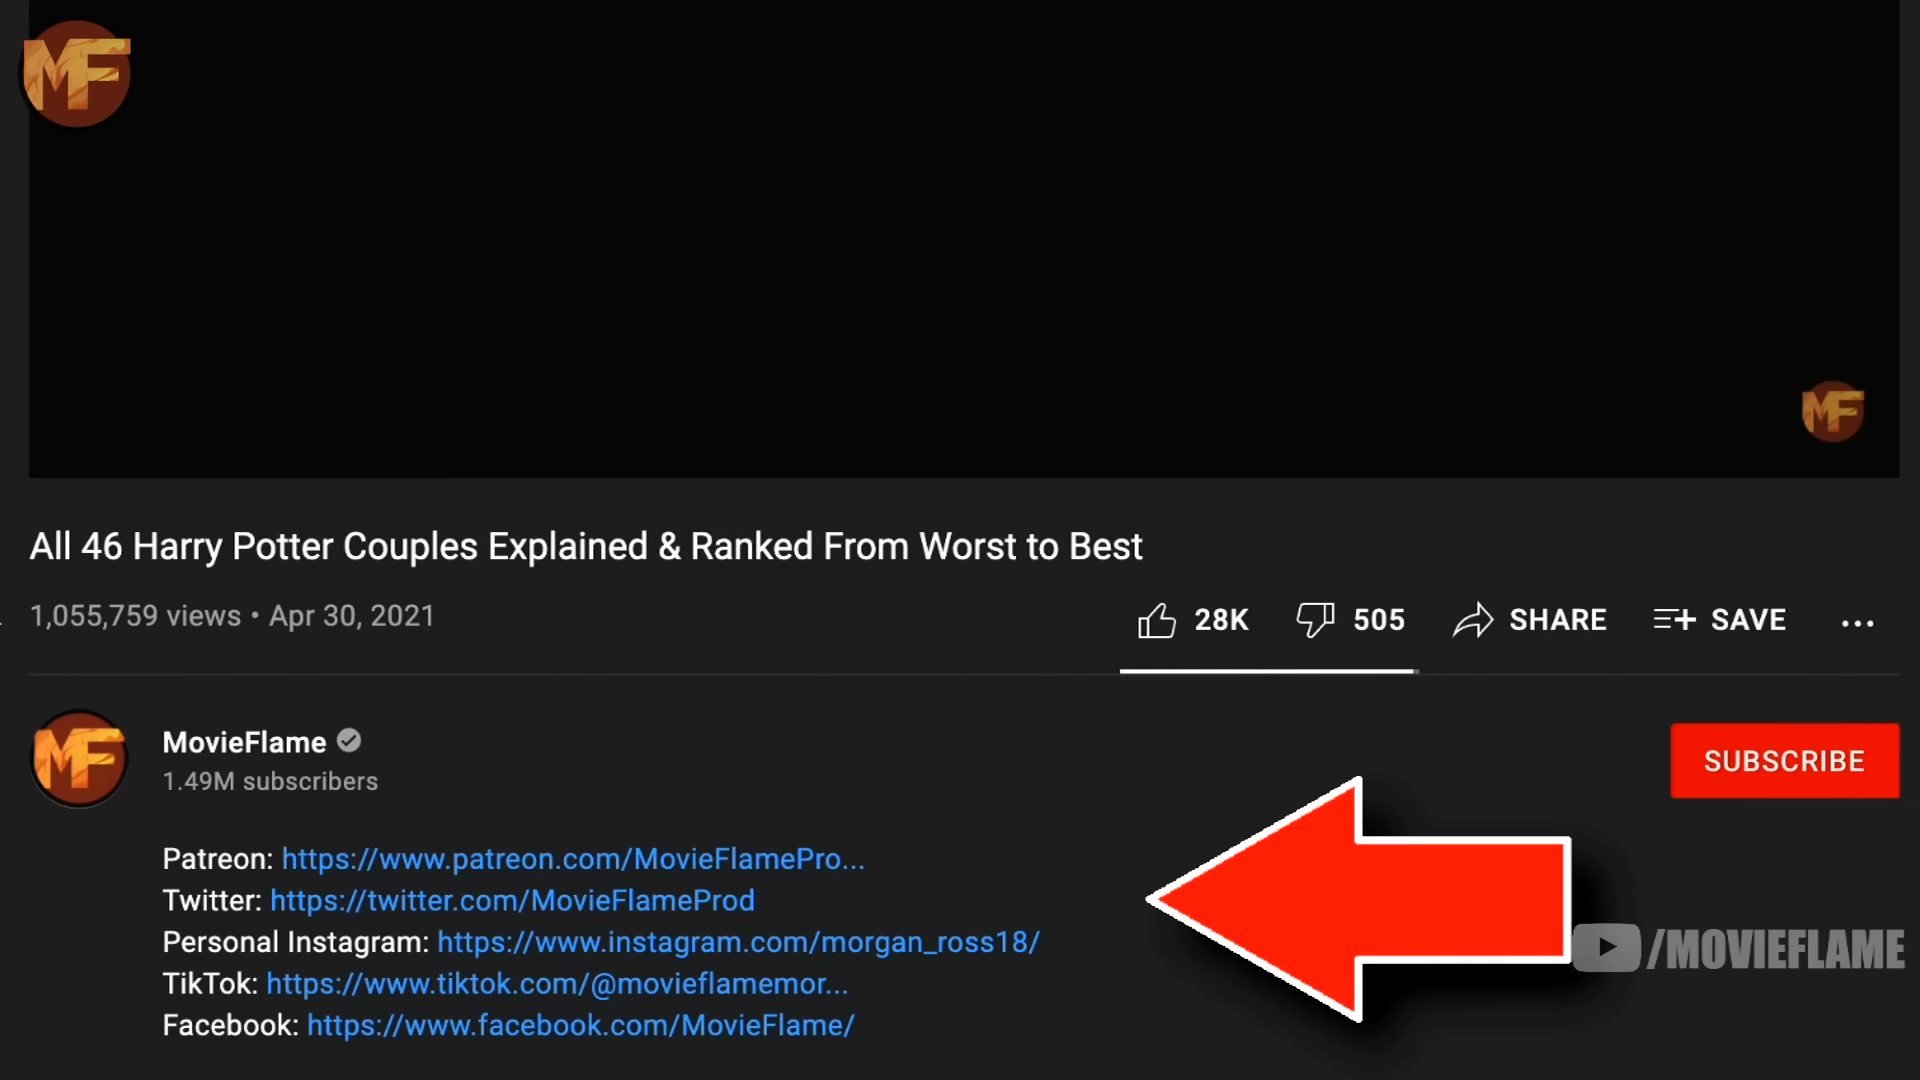 MF
MF
All 46 Harry Potter Couples Explained & Ranked From Worst to Best
1,055,759 views • Apr 30, 2021
28K 505 SHARE SAVE ...
MF
MovieFlame
1.49M subscribers
SUBSCRIBE
Patreon: https://www.patreon.com/MovieFlamePro...
Twitter: https://twitter.com/MovieFlameProd
Personal Instagram: https://www.instagram.com/morgan_ross18/
/MOVIEFLAME
TikTok: https://www.tiktok.com/@movieflamemor...
Facebook: https://www.facebook.com/MovieFlame/